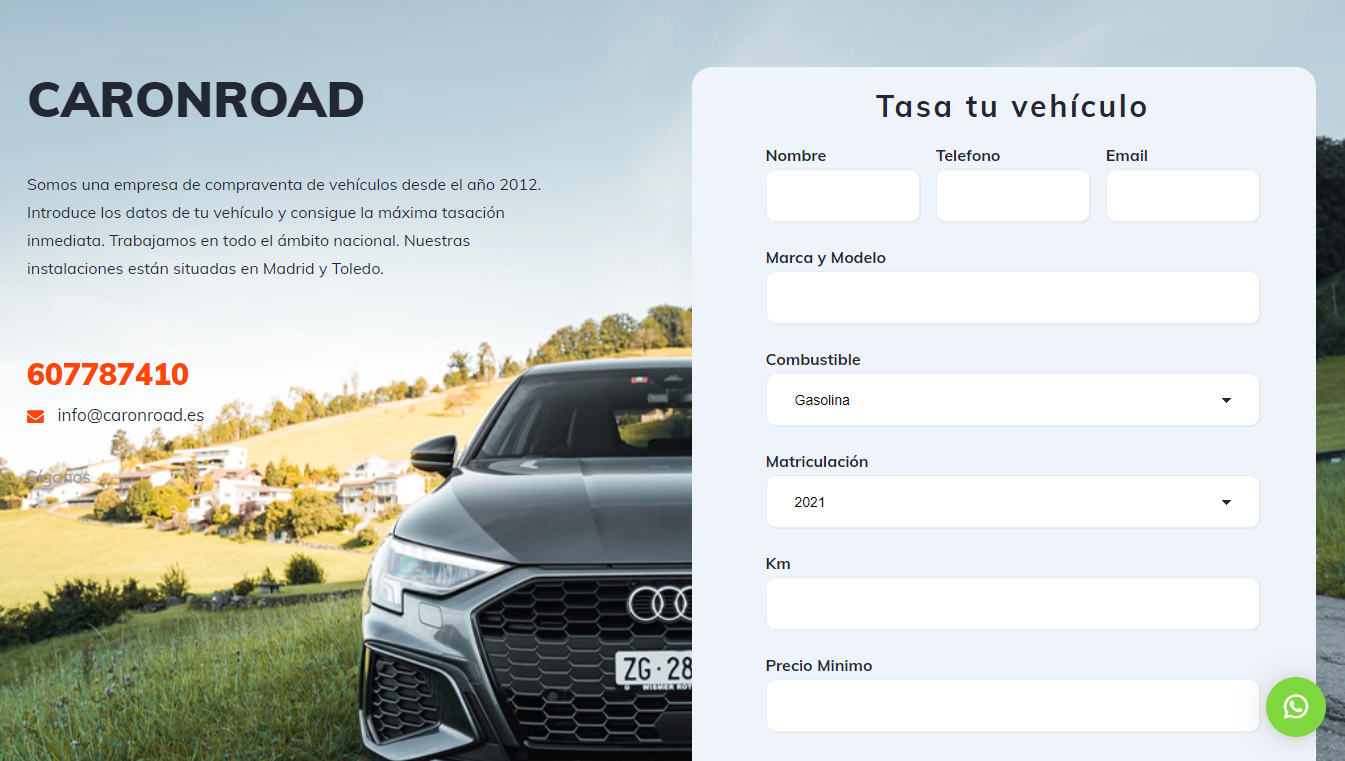 CARONROAD
Somos una empresa de compraventa de vehículos desde el año 2012.
Introduce los datos de tu vehículo y consigue la máxima tasación
inmediata. Trabajamos en todo el ámbito nacional. Nuestras
instalaciones están situadas en Madrid y Toledo.
607787410
info@caronroad.es
Síganos
ZG·28
Tasa tu vehículo
Nombre Telefono Email
Marca y Modelo
Combustible
Gasolina
Matriculación
2021
Km
Precio Minimo